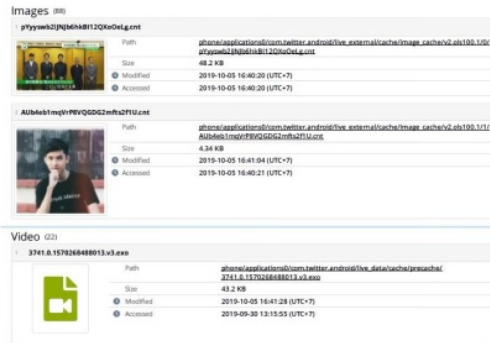 Images (88)
pYyyswb2IJNJb6hkBI12QXoOeLg.cnt
Path phone/applications0/com.twitter.android/live_external/cache/image_cache/v2.ols100.1/0/
pYyyswb2IJNJb6hkBI12QXoOeLg.cnt
Size 48.2 KB
Modified 2019-10-05 16:40:20 (UTC+7)
Accessed 2019-10-05 16:40:20 (UTC+7)
AUb4eb1mqVrP8VQGDG2mfts2f1U.cnt
Path phone/applications0/com.twitter.android/live_external/cache/image_cache/v2.ols100.1/1/
AUb4eb1mqVrP8VQGDG2mfts2f1U.cnt
Size 4.34 KB
Modified 2019-10-05 16:41:04 (UTC+7)
Accessed 2019-10-05 16:40:21 (UTC+7)
Video (22)
3741.0.1570268488013.v3.exo
Path phone/applications0/com.twitter.android/live_data/cache/precache/
3741.0.1570268488013.v3.exo
Size 43.2 KB
Modified 2019-10-05 16:41:28 (UTC+7)
Accessed 2019-09-30 13:15:55 (UTC+7)